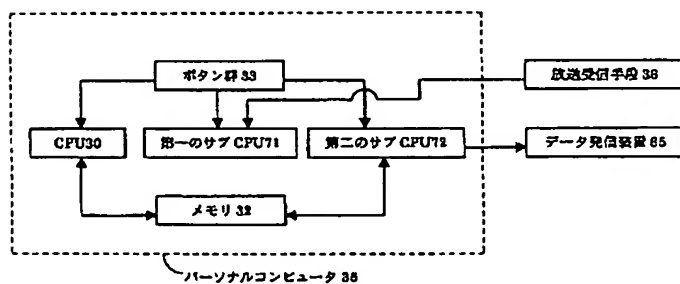 ボタン群 33
放送受信手段 36
CPU30
第一のサブ CPU71
第二のサブ CPU72
データ発信装置 65
メモリ 32
パーソナルコンピュータ 35